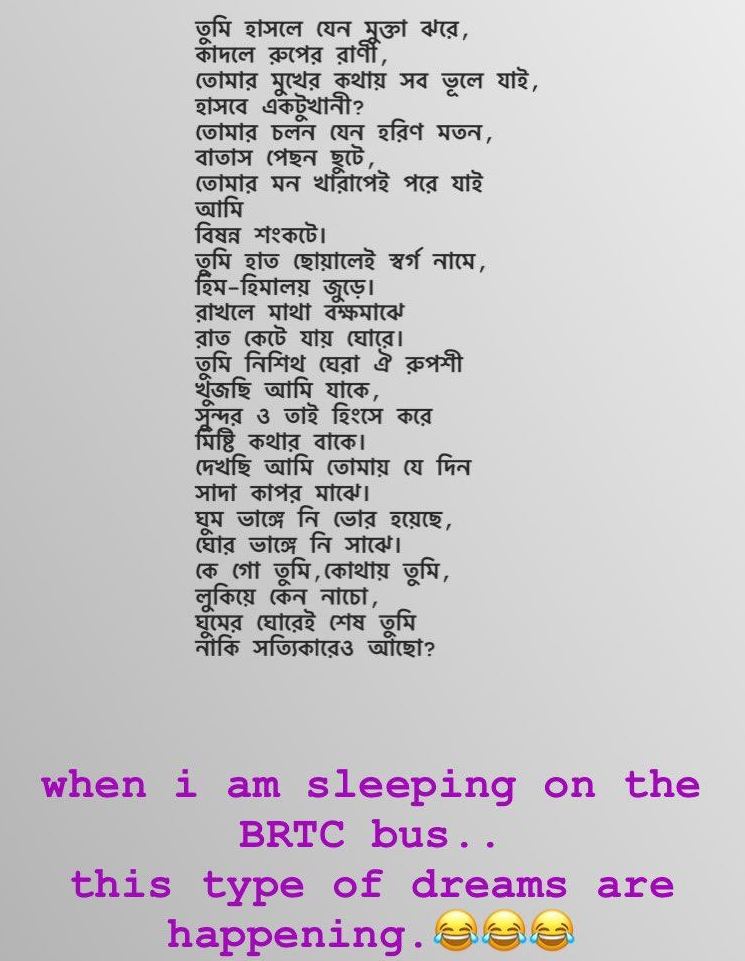 তুমি হাসলে যেন মুক্তা ঝরে,
কাদলে রুপের রাণী,
তোমার মুখের কথায় সব ভূলে যাই,
হাসবে একটুখানী?
তোমার চলন যেন হরিণ মতন,
বাতাস পেছন ছুটে,
তোমার মন খারাপেই পরে যাই
আমি
বিষন্ন শংকটে।
তুমি হাত ছোয়ালেই স্বর্গ নামে,
হিম-হিমালয় জুড়ে।
রাখলে মাথা বক্ষমাঝে
রাত কেটে যায় ঘোরে।
তুমি নিশিথ ঘেরা ঐ রুপশী
খুঁজছি আমি যাকে,
সুন্দর ও তাই হিংসে করে
মিষ্টি কথার বাকে।
দেখছি আমি তোমায় যে দিন
সাদা কাপর মাঝে।
ঘুম ভাঙ্গে নি ভোর হয়েছে,
ঘোর ভাঙ্গে নি সাঝে।
কে গো তুমি,কোথায় তুমি,
লুকিয়ে কেন নাচো,
ঘুমের ঘোরেই শেষ তুমি
নাকি সত্যিকারেও আছো?
when i am sleeping on the
BRTC bus..
this type of dreams are
happening.😂😂😂